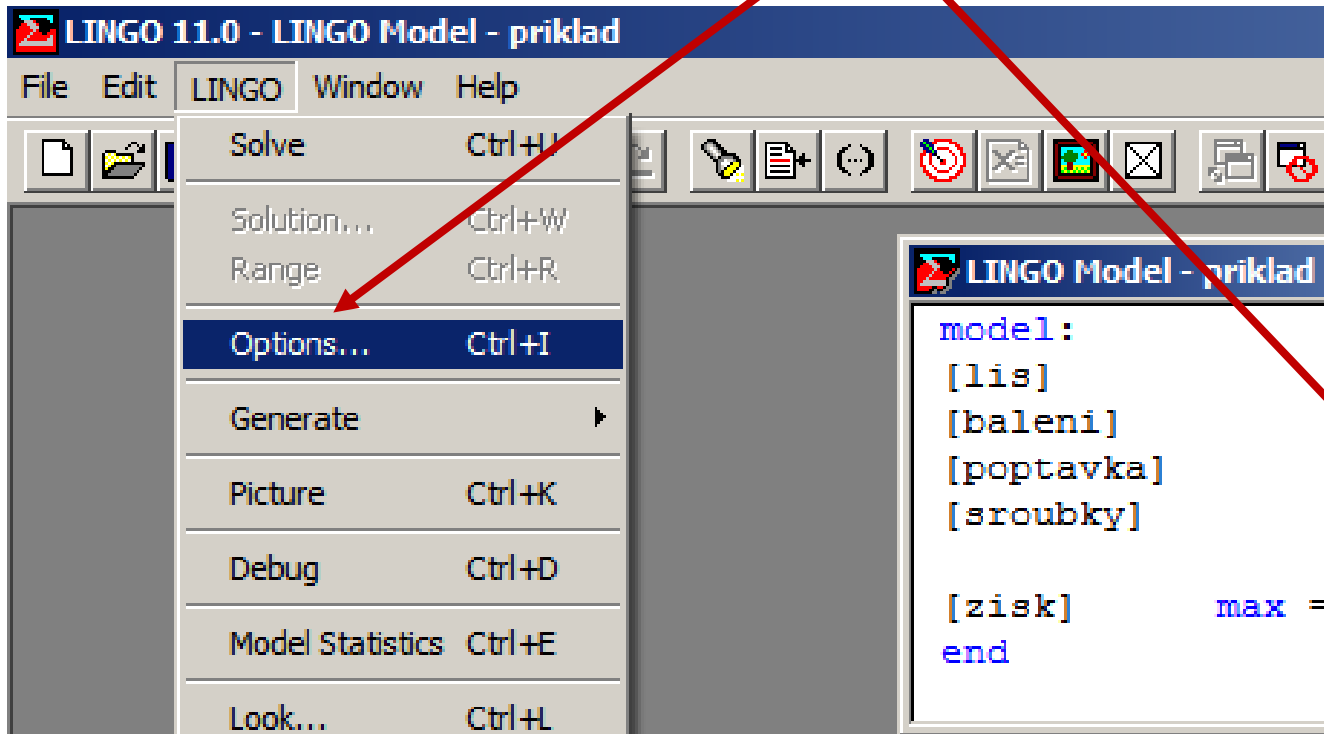 LINGO 11.0 - LINGO Model - priklad
File Edit LINGO Window Help
Solve Ctrl+U
Solution... Ctrl+W
Range Ctrl+R
Options... Ctrl+I
Generate
Picture Ctrl+K
Debug Ctrl+D
Model Statistics Ctrl+E
Look... Ctrl+L
LINGO Model - priklad
model:
[lis]
[baleni]
[poptavka]
[sroubky]
[zisk] max =
end